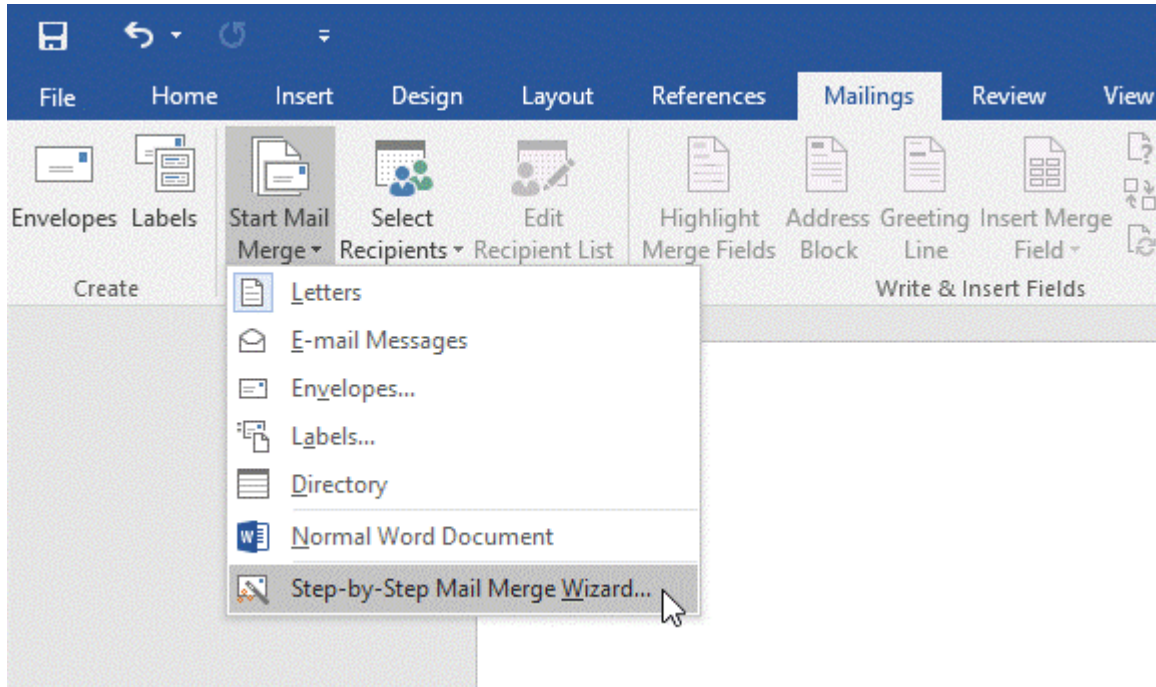 File Home Insert Design Layout References Mailings Review View
Envelopes Labels Start Mail Select Edit Highlight Address Greeting Insert Merge
Merge Recipients Recipient List Merge Fields Block Line Field
Create Write & Insert Fields
Letters
E-mail Messages
Envelopes...
Labels...
Directory
Normal Word Document
Step-by-Step Mail Merge Wizard...